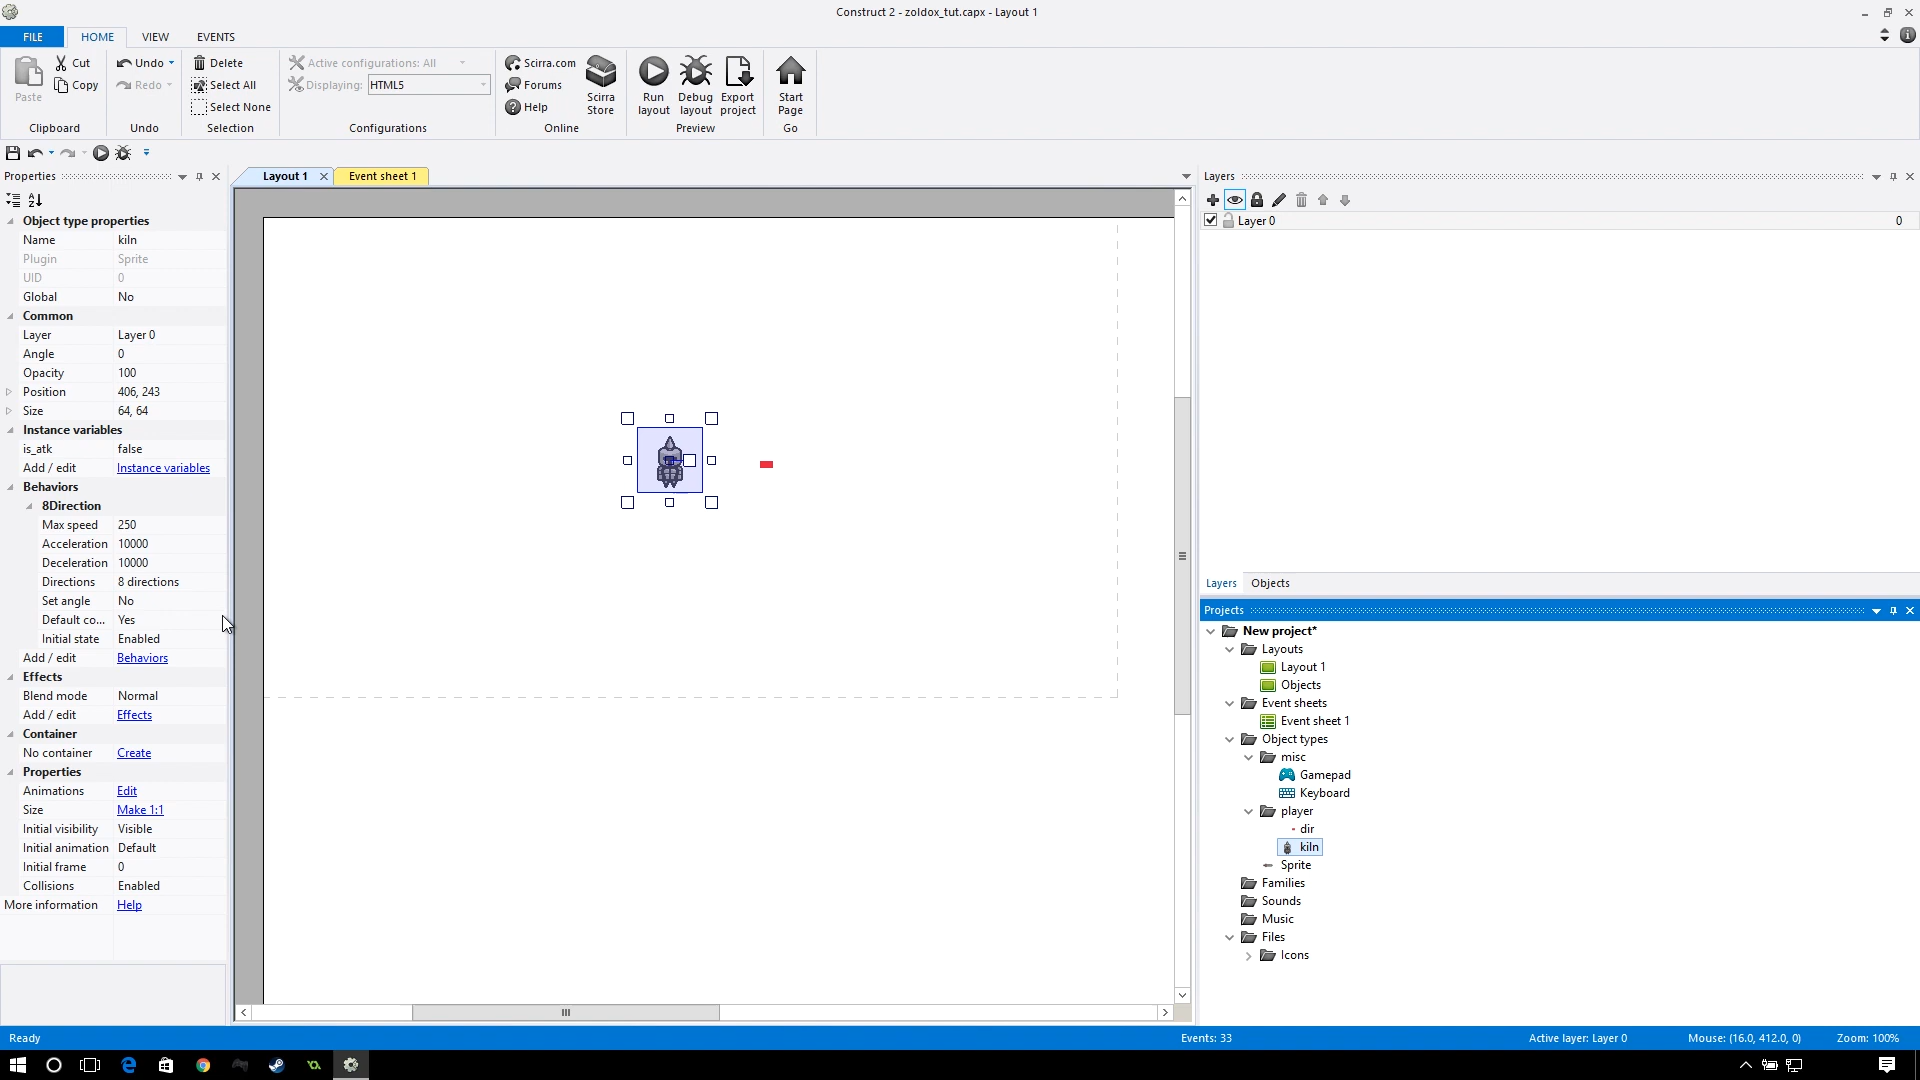 Construct 2 - zoldox_tut.capx - Layout 1
FILE HOME VIEW EVENTS
Paste
Cut
Copy
Clipboard
Undo
Redo
Undo
Delete
Select All
Select None
Selection
Active configurations: All
Displaying: HTML5
Configurations
Scirra.com
Forums
Help
Scirra Store
Online
Run layout
Debug layout
Export project
Preview
Start Page
Go
Properties
Object type properties
Name kiln
Plugin Sprite
UID 0
Global No
Common
Layer Layer 0
Angle 0
Opacity 100
Position 406, 243
Size 64, 64
Instance variables
is_atk false
Add / edit Instance variables
Behaviors
8Direction
Max speed 250
Acceleration 10000
Deceleration 10000
Directions 8 directions
Set angle No
Default co... Yes
Initial state Enabled
Add / edit Behaviors
Effects
Blend mode Normal
Add / edit Effects
Container
No container Create
Properties
Animations Edit
Size Make 1:1
Initial visibility Visible
Initial animation Default
Initial frame 0
Collisions Enabled
More information Help
Layout 1 Event sheet 1
Layers
Layer 0 0
Layers Objects
Projects
New project*
Layouts
Layout 1
Objects
Event sheets
Event sheet 1
Object types
misc
Gamepad
Keyboard
player
dir
kiln
Sprite
Families
Sounds
Music
Files
Icons
Ready Events: 33 Active layer: Layer 0 Mouse: (16.0, 412.0, 0) Zoom: 100%